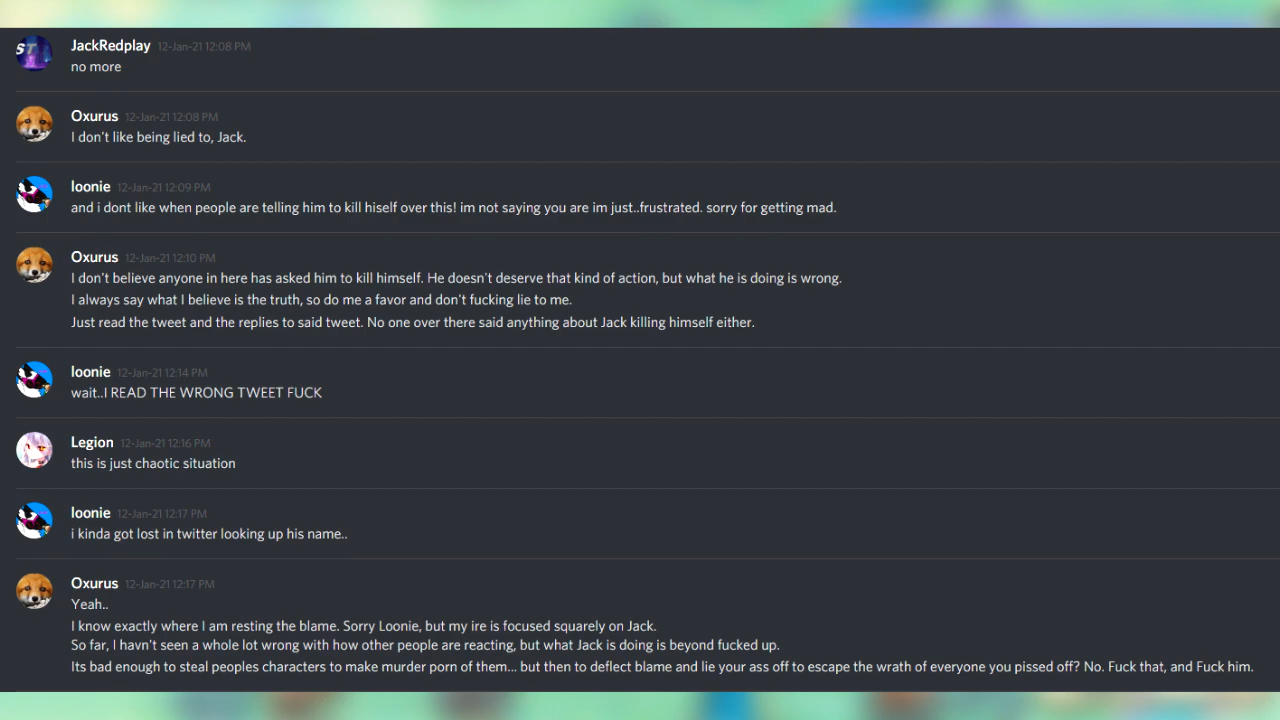 ST
JackRedplay 12-Jan-21 12:08 PM
no more
Oxurus 12-Jan-21 12:08 PM
I don't like being lied to, Jack.
loonie 12-Jan-21 12:09 PM
and i dont like when people are telling him to kill hiself over this! im not saying you are im just..frustrated. sorry for getting mad.
Oxurus 12-Jan-21 12:10 PM
I don't believe anyone in here has asked him to kill himself. He doesn't deserve that kind of action, but what he is doing is wrong.
I always say what I believe is the truth, so do me a favor and don't fucking lie to me.
Just read the tweet and the replies to said tweet. No one over there said anything about Jack killing himself either.
loonie 12-Jan-21 12:14 PM
wait..I READ THE WRONG TWEET FUCK
Legion 12-Jan-21 12:16 PM
this is just chaotic situation
loonie 12-Jan-21 12:17 PM
i kinda got lost in twitter looking up his name..
Oxurus 12-Jan-21 12:17 PM
Yeah..
I know exactly where I am resting the blame. Sorry Loonie, but my ire is focused squarely on Jack.
So far, I havn't seen a whole lot wrong with how other people are reacting, but what Jack is doing is beyond fucked up.
Its bad enough to steal peoples characters to make murder porn of them... but then to deflect blame and lie your ass off to escape the wrath of everyone you pissed off? No. Fuck that, and Fuck him.